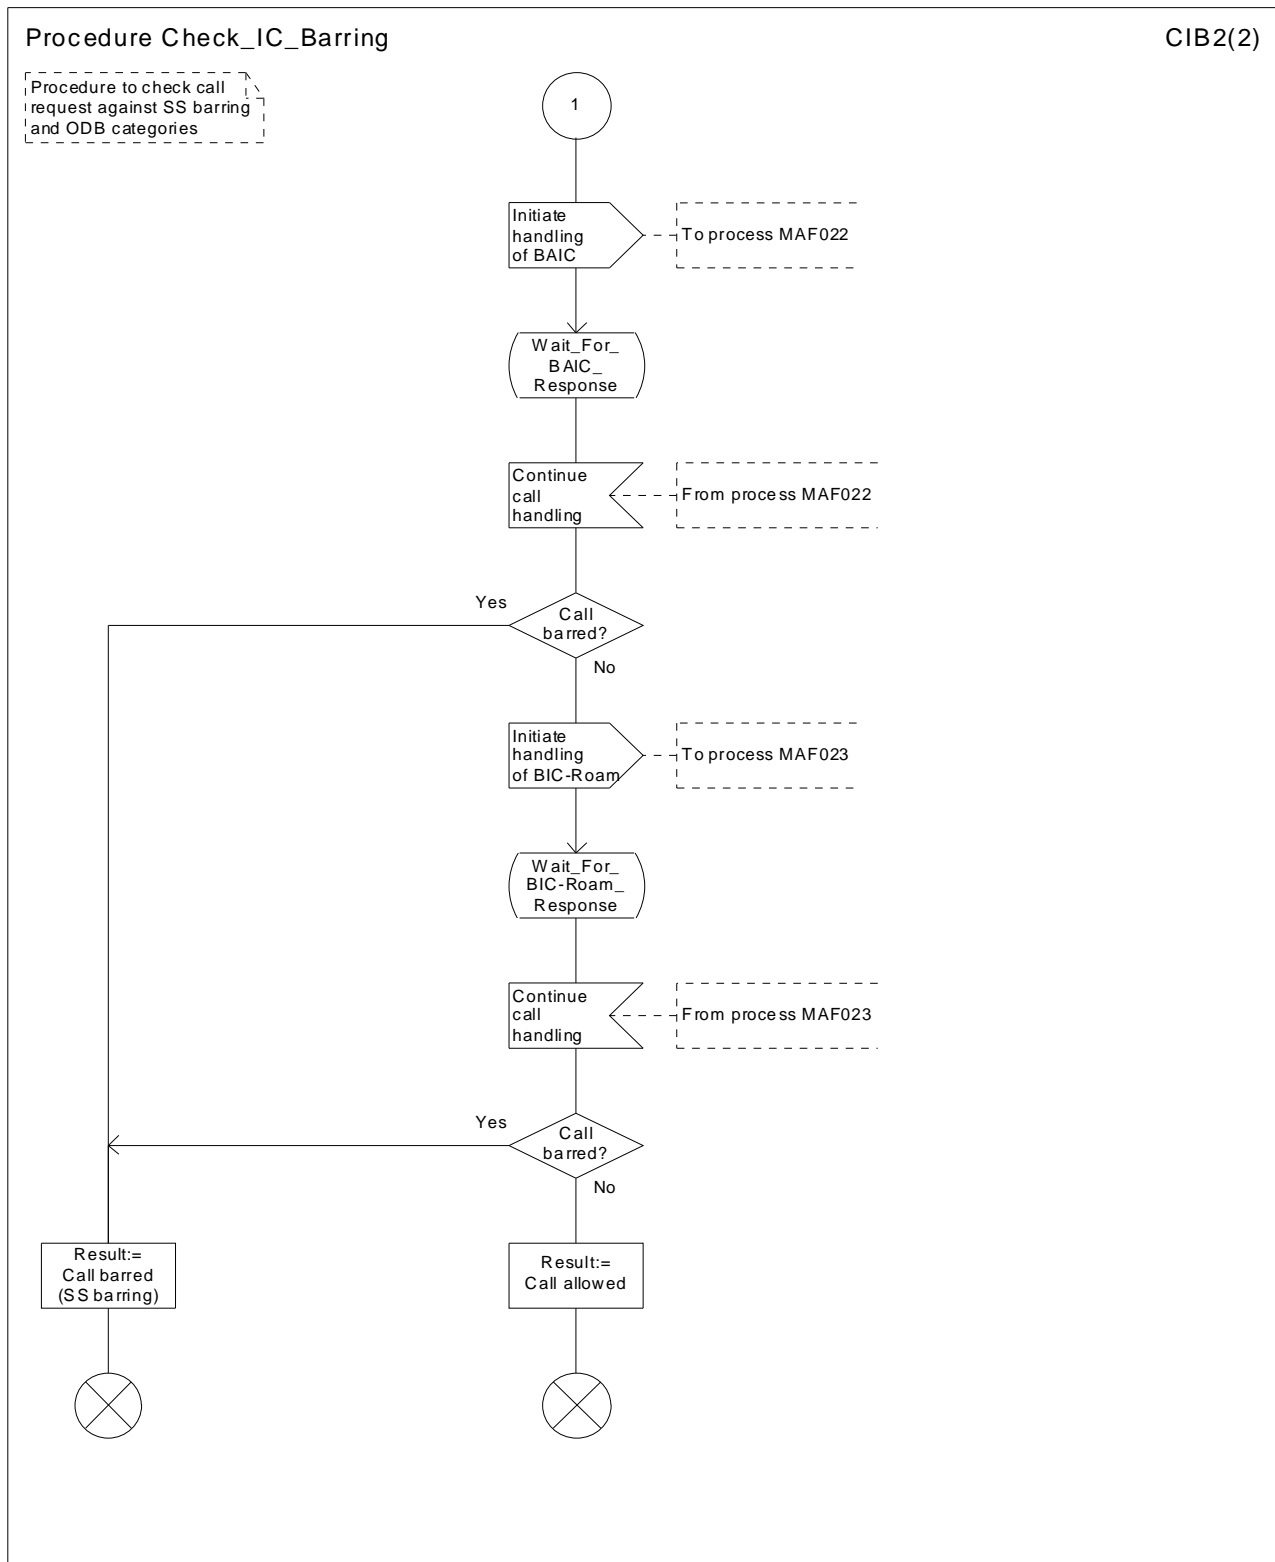 Procedure Check_IC_Barring
CIB2(2)
Procedure to check call
request against SS barring
and ODB categories
1
Initiate
handling
of BAIC
To process MAF022
Wait_For_
BAIC_
Response
Continue
call
handling
From process MAF022
Yes
Call
barred?
No
Initiate
handling
of BIC-Roam
To process MAF023
Wait_For_
BIC-Roam_
Response
Continue
call
handling
From process MAF023
Yes
Call
barred?
No
Result:=
Call barred
(SS barring)
Result:=
Call allowed